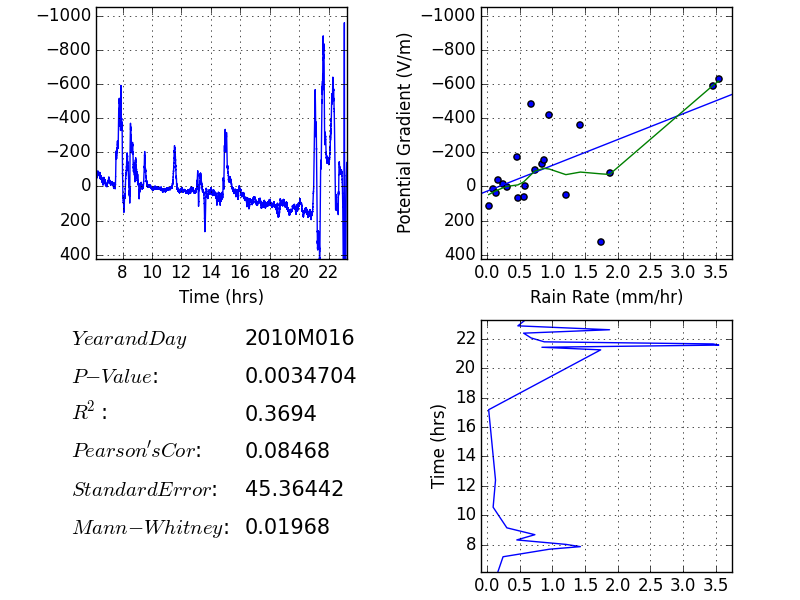 −1000
−800
−600
−400
−200
0
200
400
8 10 12 14 16 18 20 22
Time (hrs)
Potential Gradient (V/m)
−1000
−800
−600
−400
−200
0
200
400
0.0 0.5 1.0 1.5 2.0 2.5 3.0 3.5
Rain Rate (mm/hr)
YearandDay 2010M016
P−Value: 0.0034704
R²: 0.3694
Pearson'sCor: 0.08468
StandardError: 45.36442
Mann−Whitney: 0.01968
Time (hrs)
22
20
18
16
14
12
10
8
0.0 0.5 1.0 1.5 2.0 2.5 3.0 3.5